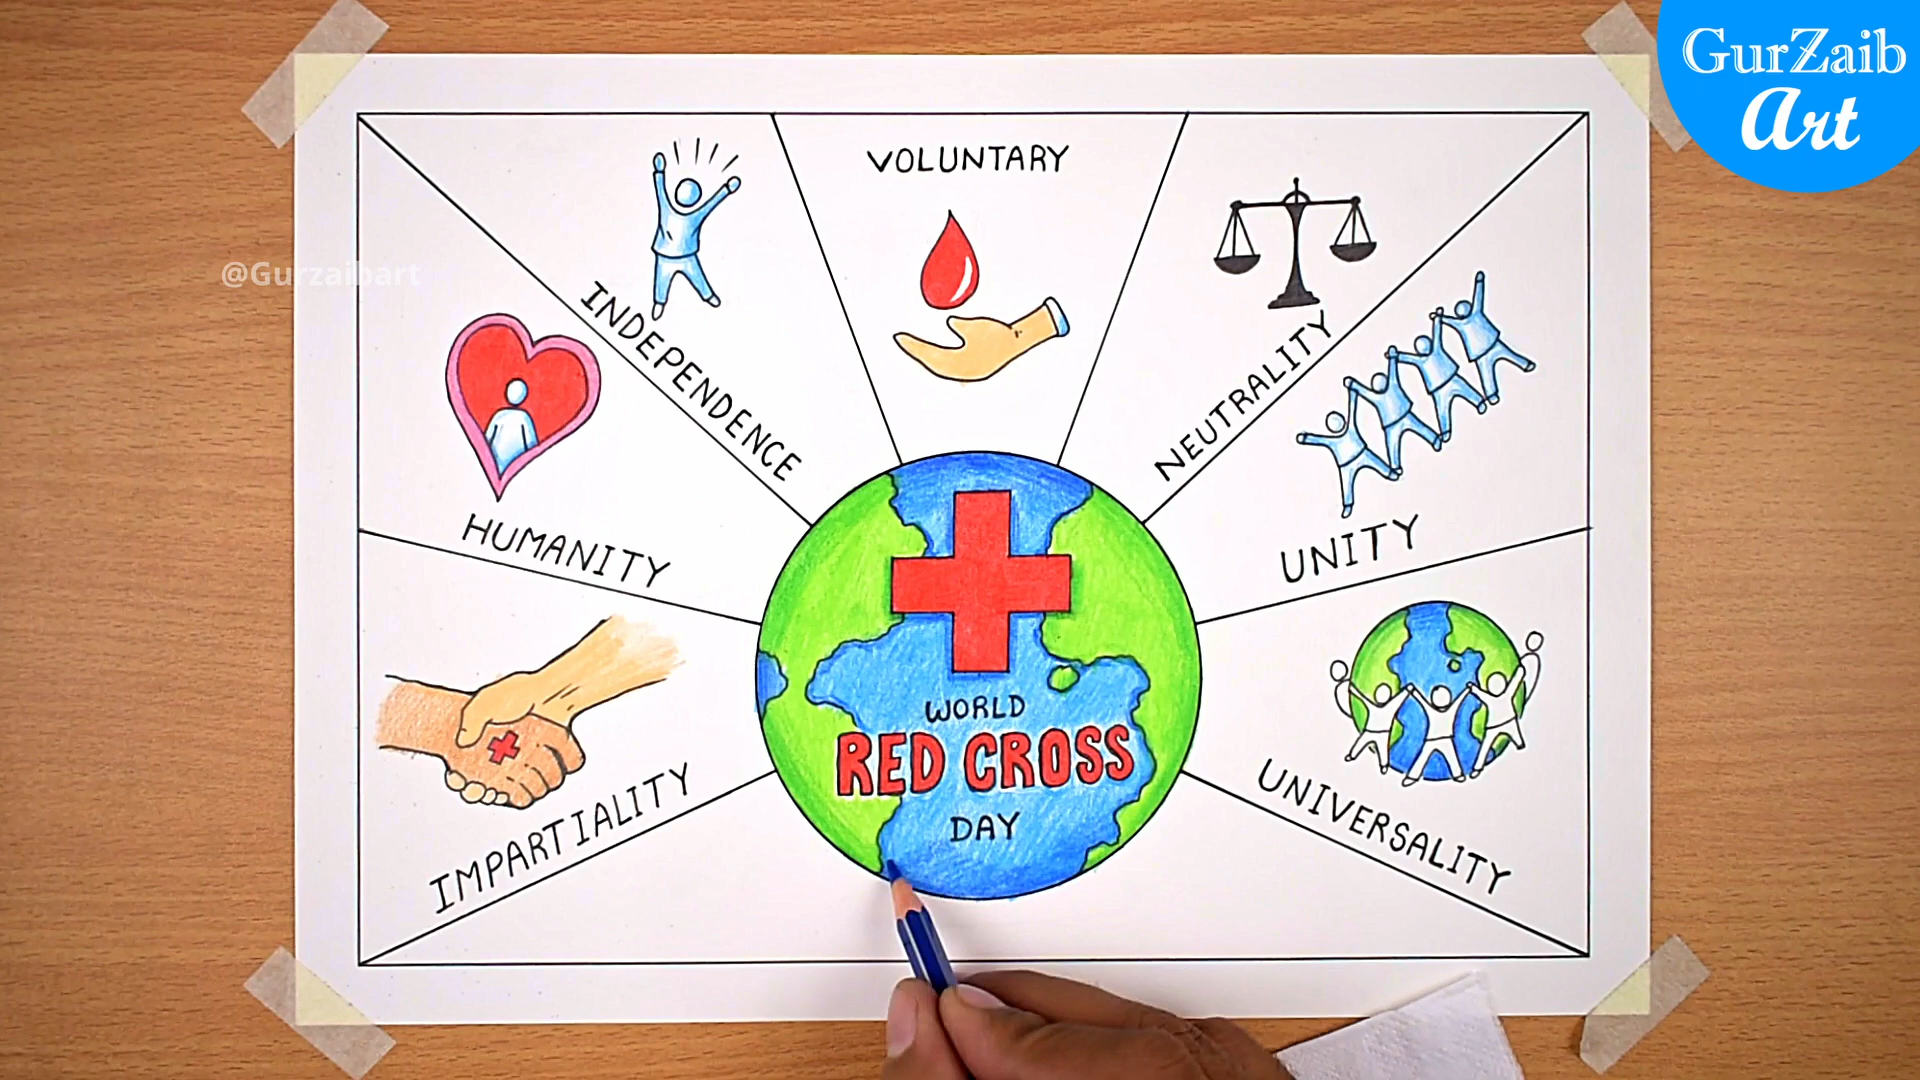 GurZaib
Art
@Gurzaibart
VOLUNTARY
INDEPENDENCE
NEUTRALITY
HUMANITY
UNITY
IMPARTIALITY
UNIVERSALITY
WORLD
RED CROSS
DAY